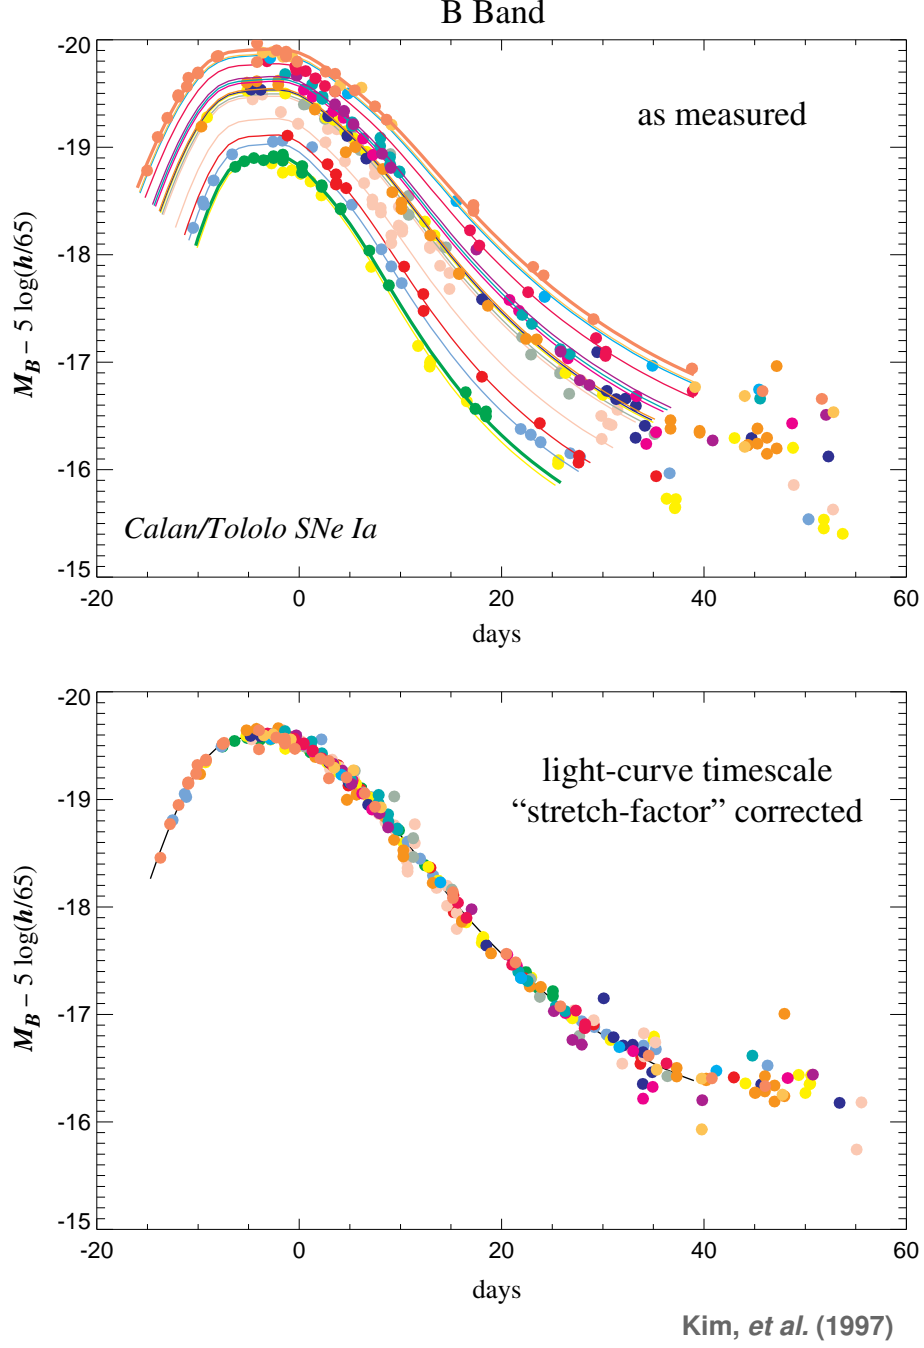 B Band
-20
as measured
-19
-18
-17
-16
-15
M_B – 5 log(h/65)
Calan/Tololo SNe Ia
-20 0 20 40 60
days
-20
light-curve timescale
“stretch-factor” corrected
-19
-18
-17
-16
-15
M_B – 5 log(h/65)
-20 0 20 40 60
days
Kim, et al. (1997)